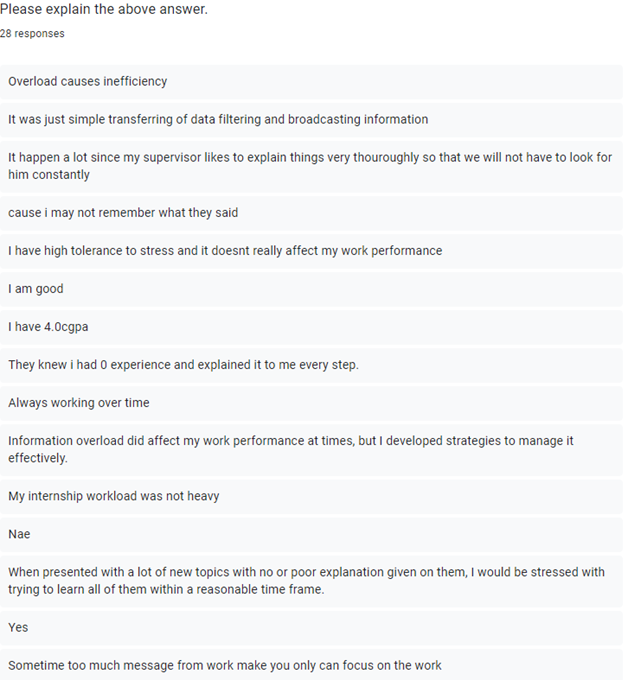 Please explain the above answer.
28 responses
Overload causes inefficiency
It was just simple transferring of data filtering and broadcasting information
It happen a lot since my supervisor likes to explain things very thouroughly so that we will not have to look for
him constantly
cause i may not remember what they said
I have high tolerance to stress and it doesnt really affect my work performance
I am good
I have 4.0cgpa
They knew i had 0 experience and explained it to me every step.
Always working over time
Information overload did affect my work performance at times, but I developed strategies to manage it
effectively.
My internship workload was not heavy
Nae
When presented with a lot of new topics with no or poor explanation given on them, I would be stressed with
trying to learn all of them within a reasonable time frame.
Yes
Sometime too much message from work make you only can focus on the work